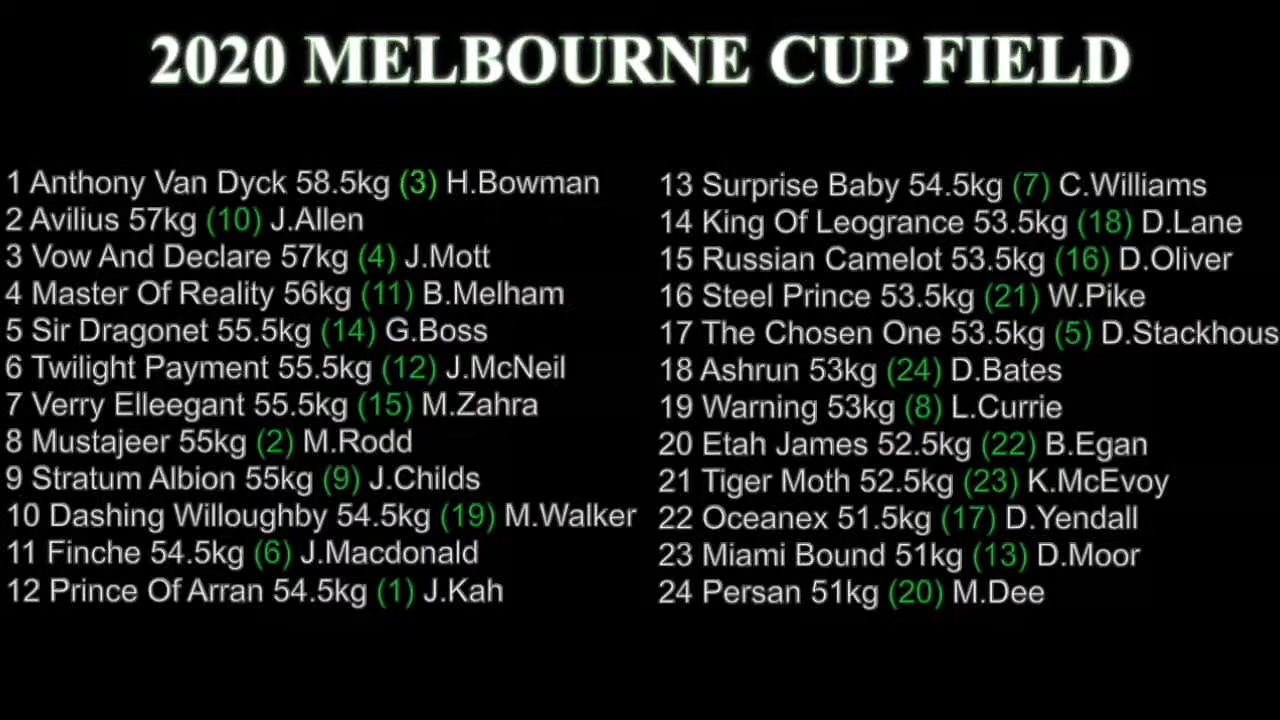 2020 MELBOURNE CUP FIELD
1 Anthony Van Dyck 58.5kg (3) H.Bowman
2 Avilius 57kg (10) J.Allen
3 Vow And Declare 57kg (4) J.Mott
4 Master Of Reality 56kg (11) B.Melham
5 Sir Dragonet 55.5kg (14) G.Boss
6 Twilight Payment 55.5kg (12) J.McNeil
7 Verry Elleegant 55.5kg (15) M.Zahra
8 Mustajeer 55kg (2) M.Rodd
9 Stratum Albion 55kg (9) J.Childs
10 Dashing Willoughby 54.5kg (19) M.Walker
11 Finche 54.5kg (6) J.Macdonald
12 Prince Of Arran 54.5kg (1) J.Kah
13 Surprise Baby 54.5kg (7) C.Williams
14 King Of Leogrance 53.5kg (18) D.Lane
15 Russian Camelot 53.5kg (16) D.Oliver
16 Steel Prince 53.5kg (21) W.Pike
17 The Chosen One 53.5kg (5) D.Stackhous
18 Ashrun 53kg (24) D.Bates
19 Warning 53kg (8) L.Currie
20 Etah James 52.5kg (22) B.Egan
21 Tiger Moth 52.5kg (23) K.McEvoy
22 Oceanex 51.5kg (17) D.Yendall
23 Miami Bound 51kg (13) D.Moor
24 Persan 51kg (20) M.Dee